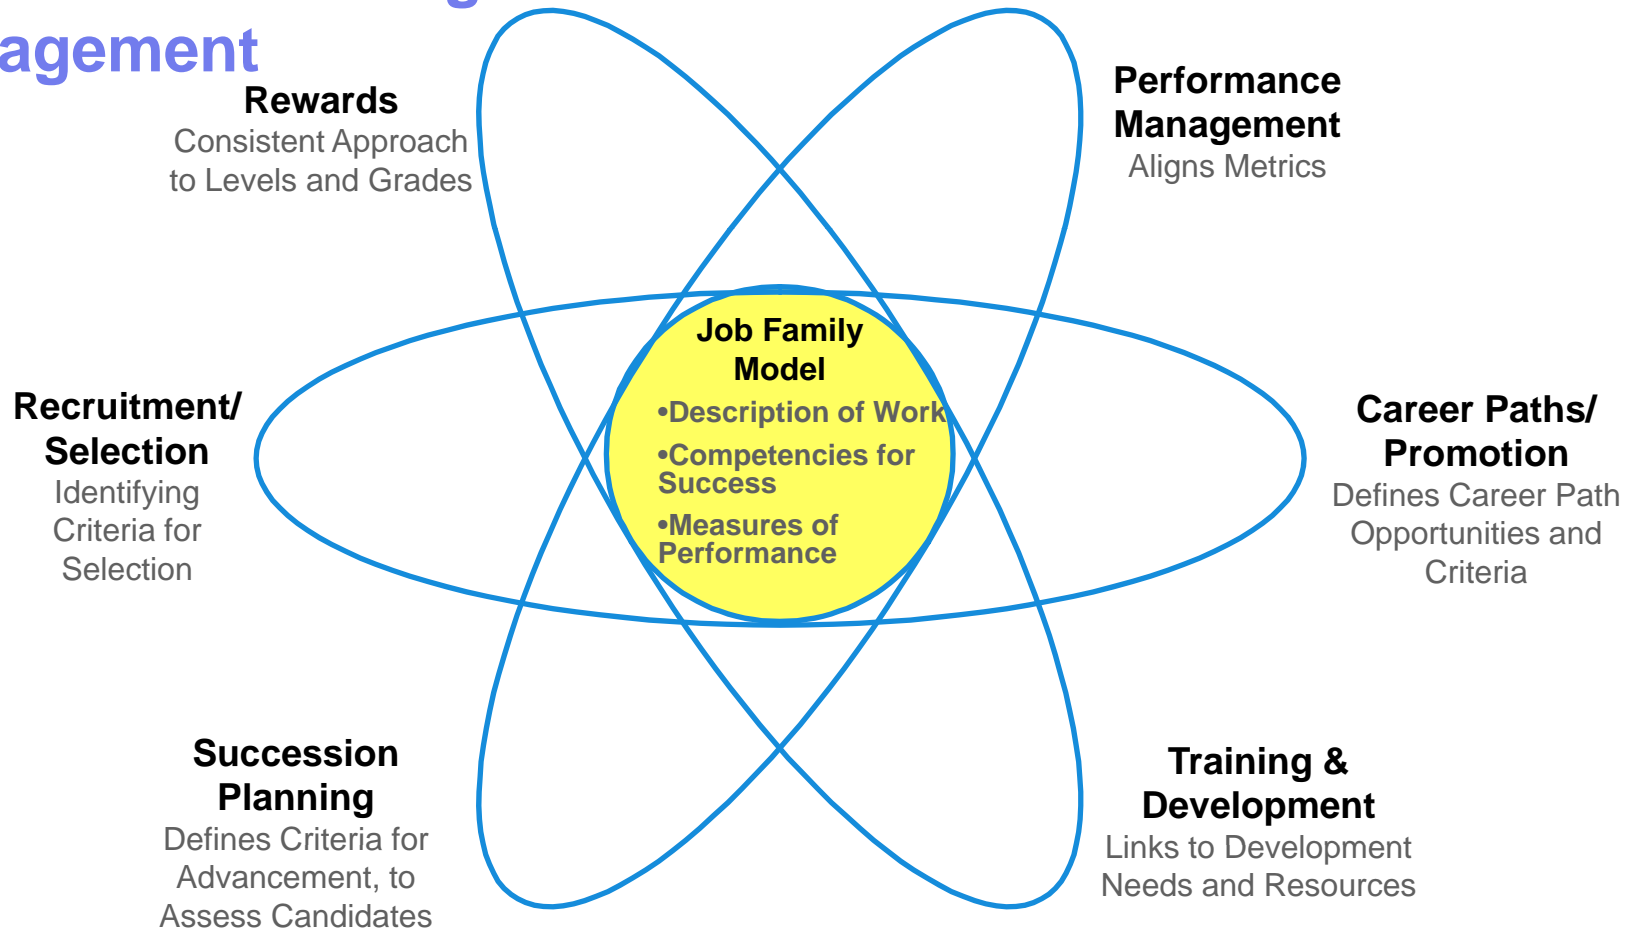 agement
Rewards
Consistent Approach
to Levels and Grades
Performance
Management
Aligns Metrics
Job Family
Model
•Description of Work
•Competencies for
Success
•Measures of
Performance
Recruitment/
Selection
Identifying
Criteria for
Selection
Career Paths/
Promotion
Defines Career Path
Opportunities and
Criteria
Succession
Planning
Defines Criteria for
Advancement, to
Assess Candidates
Training &
Development
Links to Development
Needs and Resources